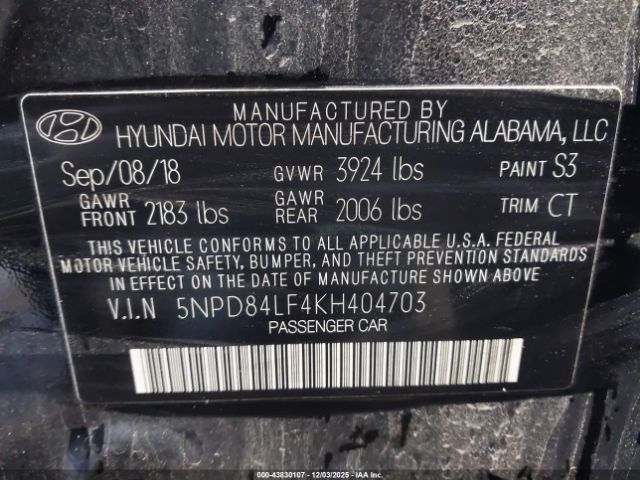 MANUFACTURED BY
HYUNDAI MOTOR MANUFACTURING ALABAMA, LLC
Sep/08/18 GVWR 3924 lbs PAINT S3
GAWR FRONT 2183 lbs GAWR REAR 2006 lbs TRIM CT
THIS VEHICLE CONFORMS TO ALL APPLICABLE U.S.A. FEDERAL
MOTOR VEHICLE SAFETY, BUMPER, AND THEFT PREVENTION STANDARDS
IN EFFECT ON THE DATE OF MANUFACTURE SHOWN ABOVE.
V.I.N 5NPD84LF4KH404703
PASSENGER CAR
000-43830107 - 12/03/2025 - IAAI INC.